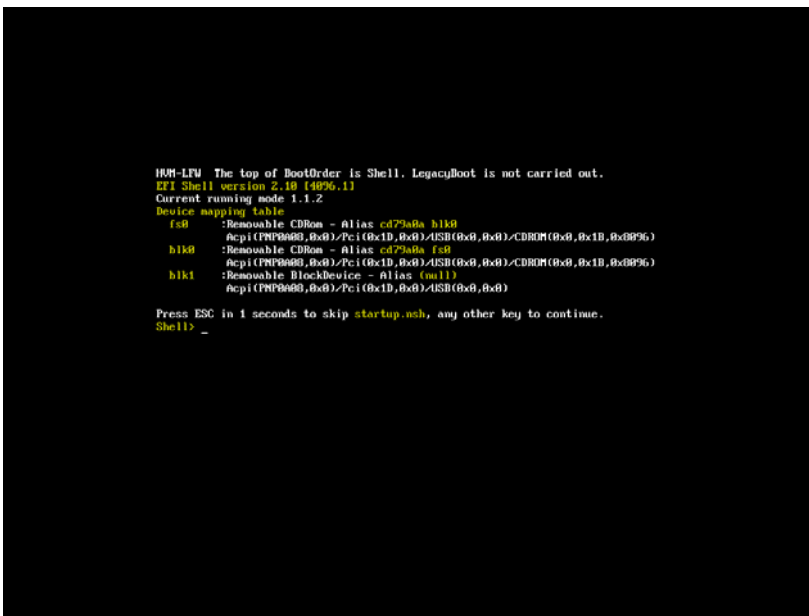 HVM-LFW  The top of BootOrder is Shell. LegacyBoot is not carried out.
EFI Shell version 2.10 [4096.1]
Current running mode 1.1.2
Device mapping table
fs0 :Removable CDRom - Alias cd79a0a blk0
Acpi(PNP0A08,0x0)/Pci(0x1D,0x0)/USB(0x0,0x0)/CDROM(0x0,0x1B,0x8096)
blk0 :Removable CDRom - Alias cd79a0a fs0
Acpi(PNP0A08,0x0)/Pci(0x1D,0x0)/USB(0x0,0x0)/CDROM(0x0,0x1B,0x8096)
blk1 :Removable BlockDevice - Alias (null)
Acpi(PNP0A08,0x0)/Pci(0x1D,0x0)/USB(0x0,0x0)
Press ESC in 1 seconds to skip startup.nsh, any other key to continue.
Shell> _